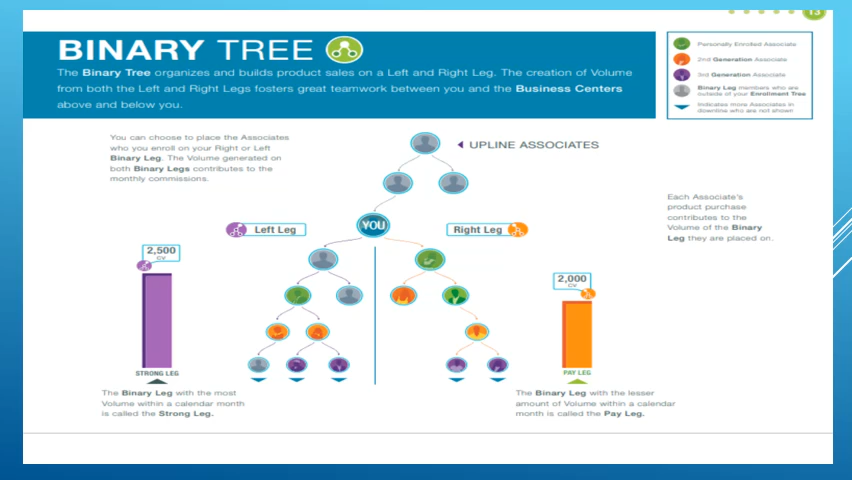 13
BINARY TREE
The Binary Tree organizes and builds product sales on a Left and Right Leg. The creation of Volume
from both the Left and Right Legs fosters great teamwork between you and the Business Centers
above and below you.
Personally Enrolled Associate
2nd Generation Associate
3rd Generation Associate
Binary Leg members who are
outside of your Enrollment Tree
Indicates more Associates in
downline who are not shown
You can choose to place the Associates
who you enroll on your Right or Left
Binary Leg. The Volume generated on
both Binary Legs contributes to the
monthly commissions.
UPLINE ASSOCIATES
Each Associate's
product purchase
contributes to the
Volume of the Binary
Leg they are placed on.
YOU
Left Leg
Right Leg
2,500
CV
2,000
CV
STRONG LEG
PAY LEG
The Binary Leg with the most
Volume within a calendar month
is called the Strong Leg.
The Binary Leg with the lesser
amount of Volume within a calendar
month is called the Pay Leg.